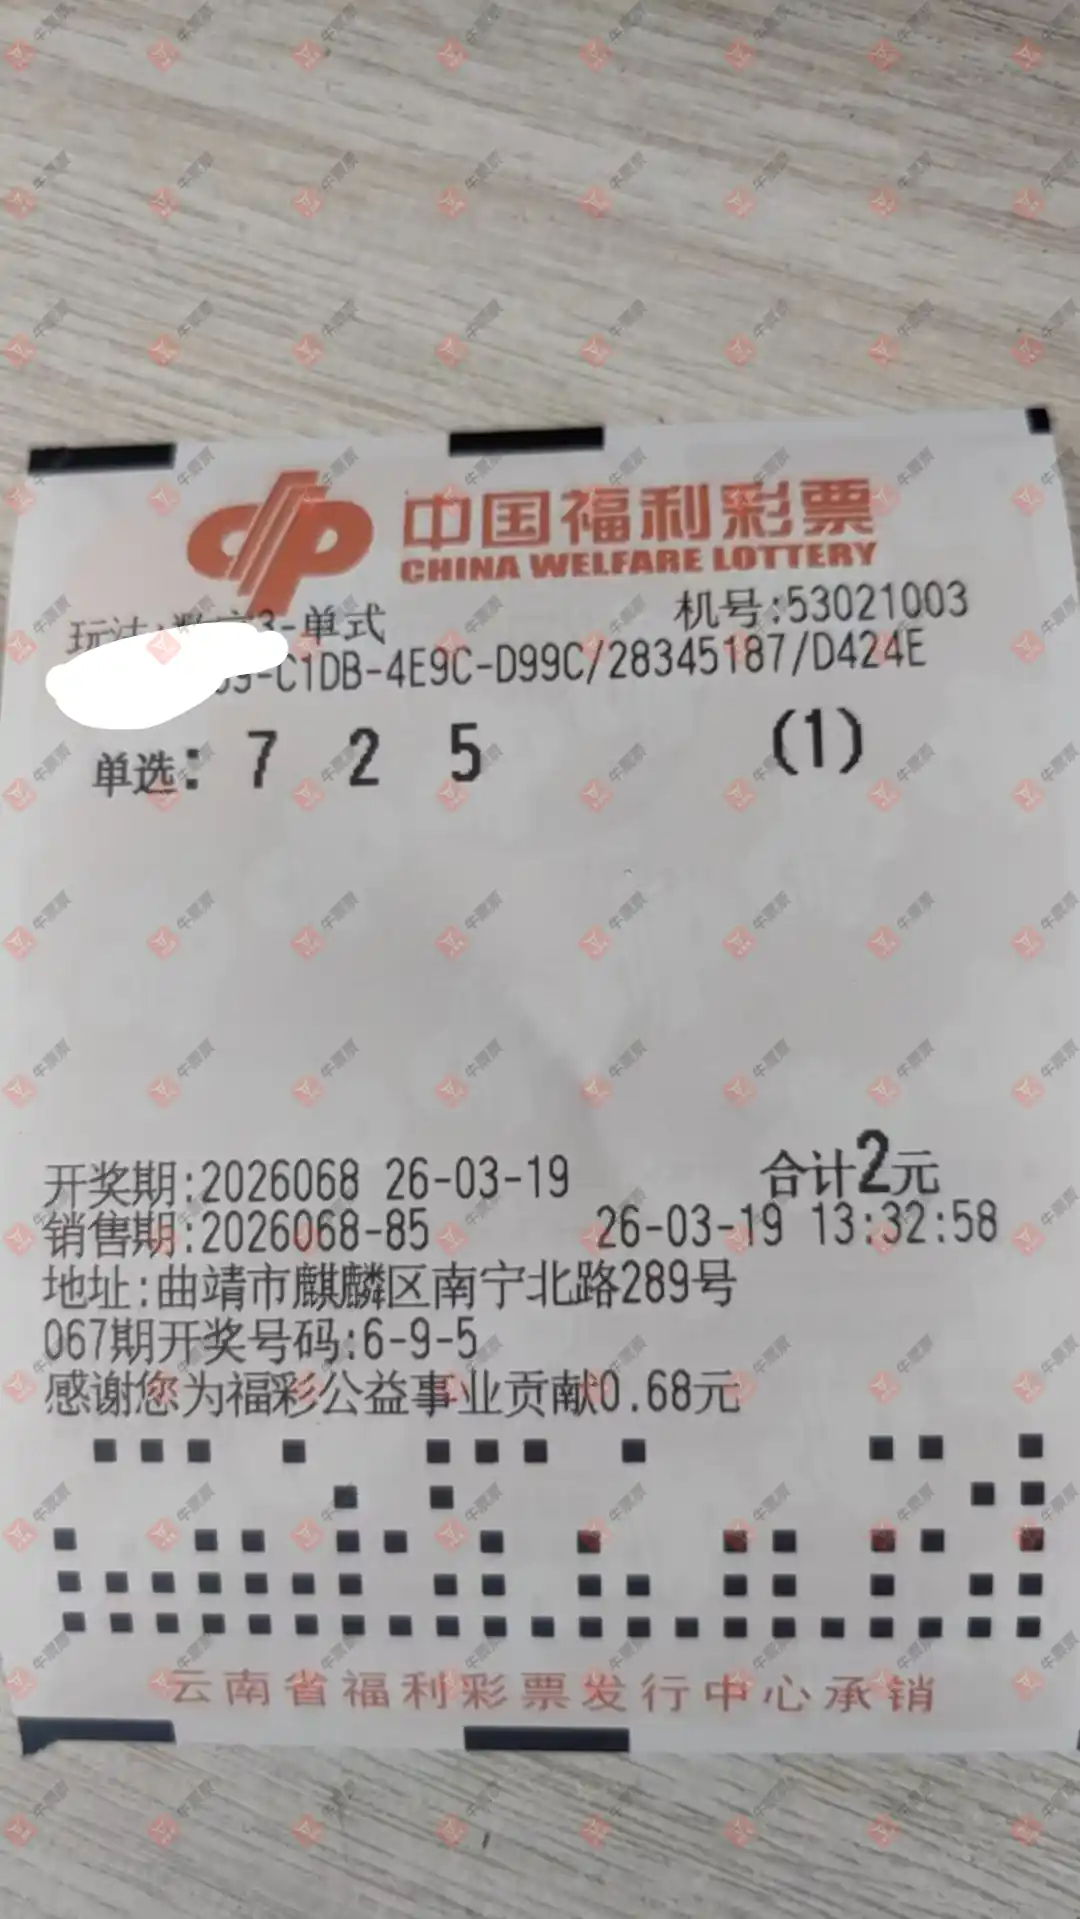 中国福利彩票
CHINA WELFARE LOTTERY
玩法: 3-单式
机号:53021003
-C1DB-4E9C-D99C/28345187/D424E
单选: 7 2 5 (1)
开奖期:2026068 26-03-19 合计2元
销售期:2026068-85 26-03-19 13:32:58
地址:曲靖市麒麟区南宁北路289号
067期开奖号码:6-9-5
感谢您为福彩公益事业贡献0.68元
云南省福利彩票发行中心承销